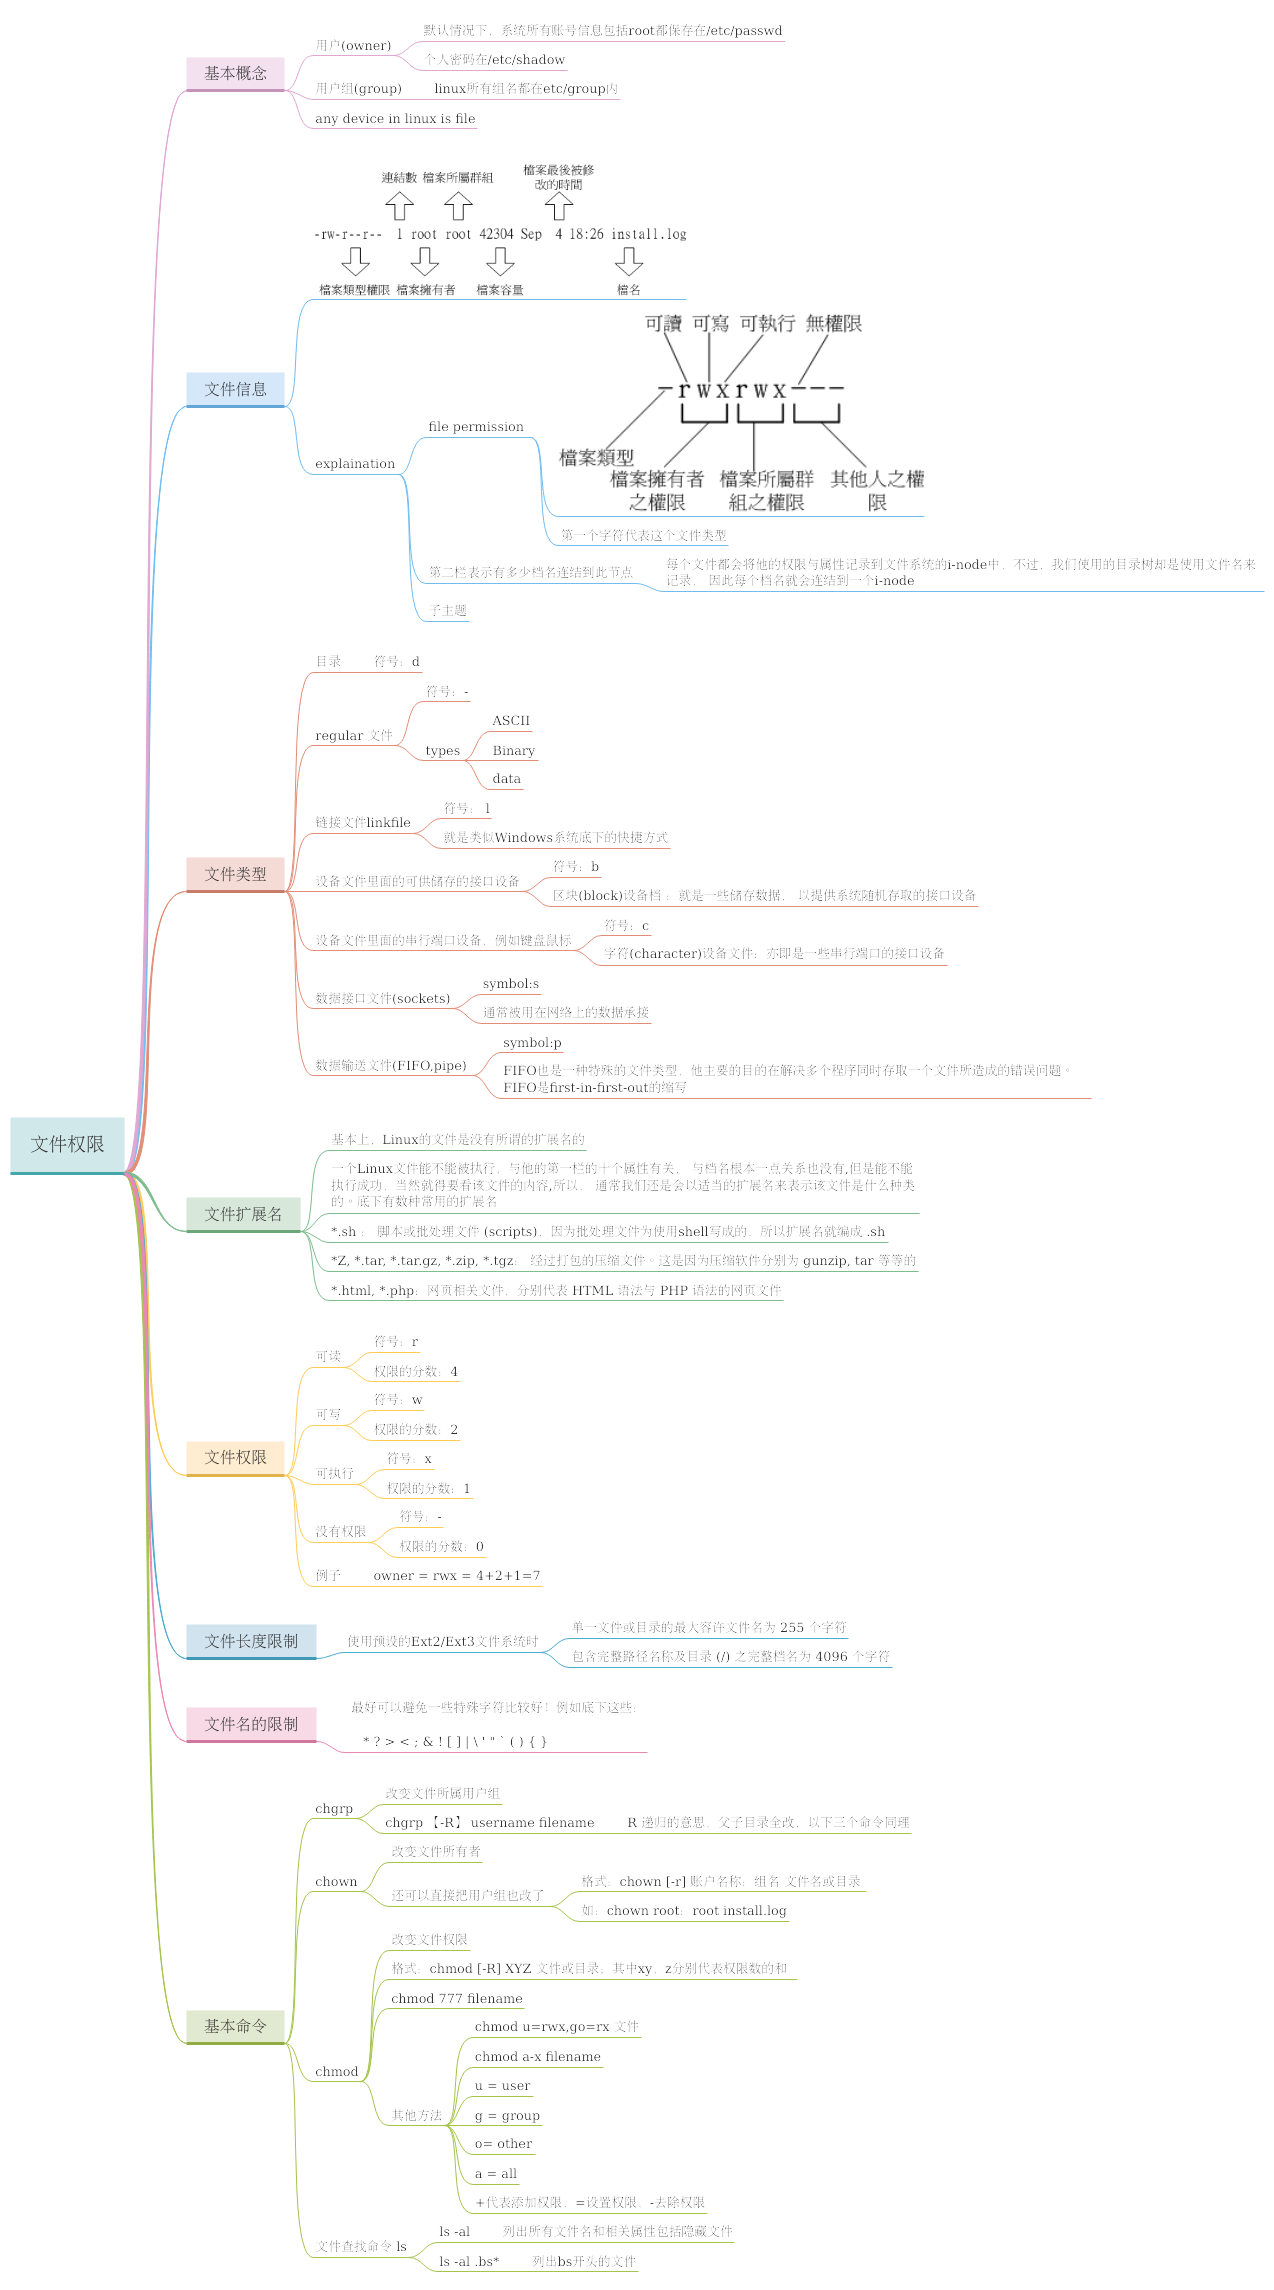 文件权限
基本概念
用户(owner)
默认情况下，系统所有账号信息包括root都保存在/etc/passwd
个人密码在/etc/shadow
用户组(group)
linux所有组名都在etc/group内
any device in linux is file
文件信息
連結數 檔案所屬群組 檔案最後被修
改的時間
-rw-r--r-- 1 root root 42304 Sep 4 18:26 install.log
檔案類型權限 檔案擁有者 檔案容量 檔名
explaination
file permission
可讀 可寫 可執行 無權限
-rwxrwx---
檔案類型
檔案擁有者 檔案所屬群 其他人之權
之權限 組之權限 限
第一个字符代表这个文件类型
第二栏表示有多少档名连结到此节点
每个文件都会将他的权限与属性记录到文件系统的i-node中，不过，我们使用的目录树却是使用文件名来
记录， 因此每个档名就会连结到一个i-node
子主题
文件类型
目录
符号：d
regular 文件
符号：-
types
ASCII
Binary
data
链接文件linkfile
符号： l
就是类似Windows系统底下的快捷方式
设备文件里面的可供储存的接口设备
符号：b
区块(block)设备档 ：就是一些储存数据， 以提供系统随机存取的接口设备
设备文件里面的串行端口设备，例如键盘鼠标
符号：c
字符(character)设备文件：亦即是一些串行端口的接口设备
数据接口文件(sockets)
symbol:s
通常被用在网络上的数据承接
数据输送文件(FIFO,pipe)
symbol:p
FIFO也是一种特殊的文件类型，他主要的目的在解决多个程序同时存取一个文件所造成的错误问题。
FIFO是first-in-first-out的缩写
文件扩展名
基本上，Linux的文件是没有所谓的扩展名的
一个Linux文件能不能被执行，与他的第一栏的十个属性有关， 与档名根本一点关系也没有,但是能不能
执行成功，当然就得要看该文件的内容,所以， 通常我们还是会以适当的扩展名来表示该文件是什么种类
的。底下有数种常用的扩展名
*.sh ： 脚本或批处理文件 (scripts)，因为批处理文件为使用shell写成的，所以扩展名就编成 .sh
*Z, *.tar, *.tar.gz, *.zip, *.tgz： 经过打包的压缩文件。这是因为压缩软件分别为 gunzip, tar 等等的
*.html, *.php：网页相关文件，分别代表 HTML 语法与 PHP 语法的网页文件
文件权限
可读
符号：r
权限的分数：4
可写
符号：w
权限的分数：2
可执行
符号：x
权限的分数：1
没有权限
符号：-
权限的分数：0
例子
owner = rwx = 4+2+1=7
文件长度限制
使用预设的Ext2/Ext3文件系统时
单一文件或目录的最大容许文件名为 255 个字符
包含完整路径名称及目录 (/) 之完整档名为 4096 个字符
文件名的限制
最好可以避免一些特殊字符比较好！例如底下这些：
* ? > < ; & ! [ ] | \ ' " ` ( ) { }
基本命令
chgrp
改变文件所属用户组
chgrp 【-R】 username filename
R 递归的意思，父子目录全改，以下三个命令同理
chown
改变文件所有者
还可以直接把用户组也改了
格式：chown [-r] 账户名称：组名 文件名或目录
如：chown root：root install.log
chmod
改变文件权限
格式：chmod [-R] XYZ 文件或目录；其中xy，z分别代表权限数的和
chmod 777 filename
其他方法
chmod u=rwx,go=rx 文件
chmod a-x filename
u = user
g = group
o= other
a = all
+代表添加权限，=设置权限，-去除权限
文件查找命令 ls
ls -al
列出所有文件名和相关属性包括隐藏文件
ls -al .bs*
列出bs开头的文件